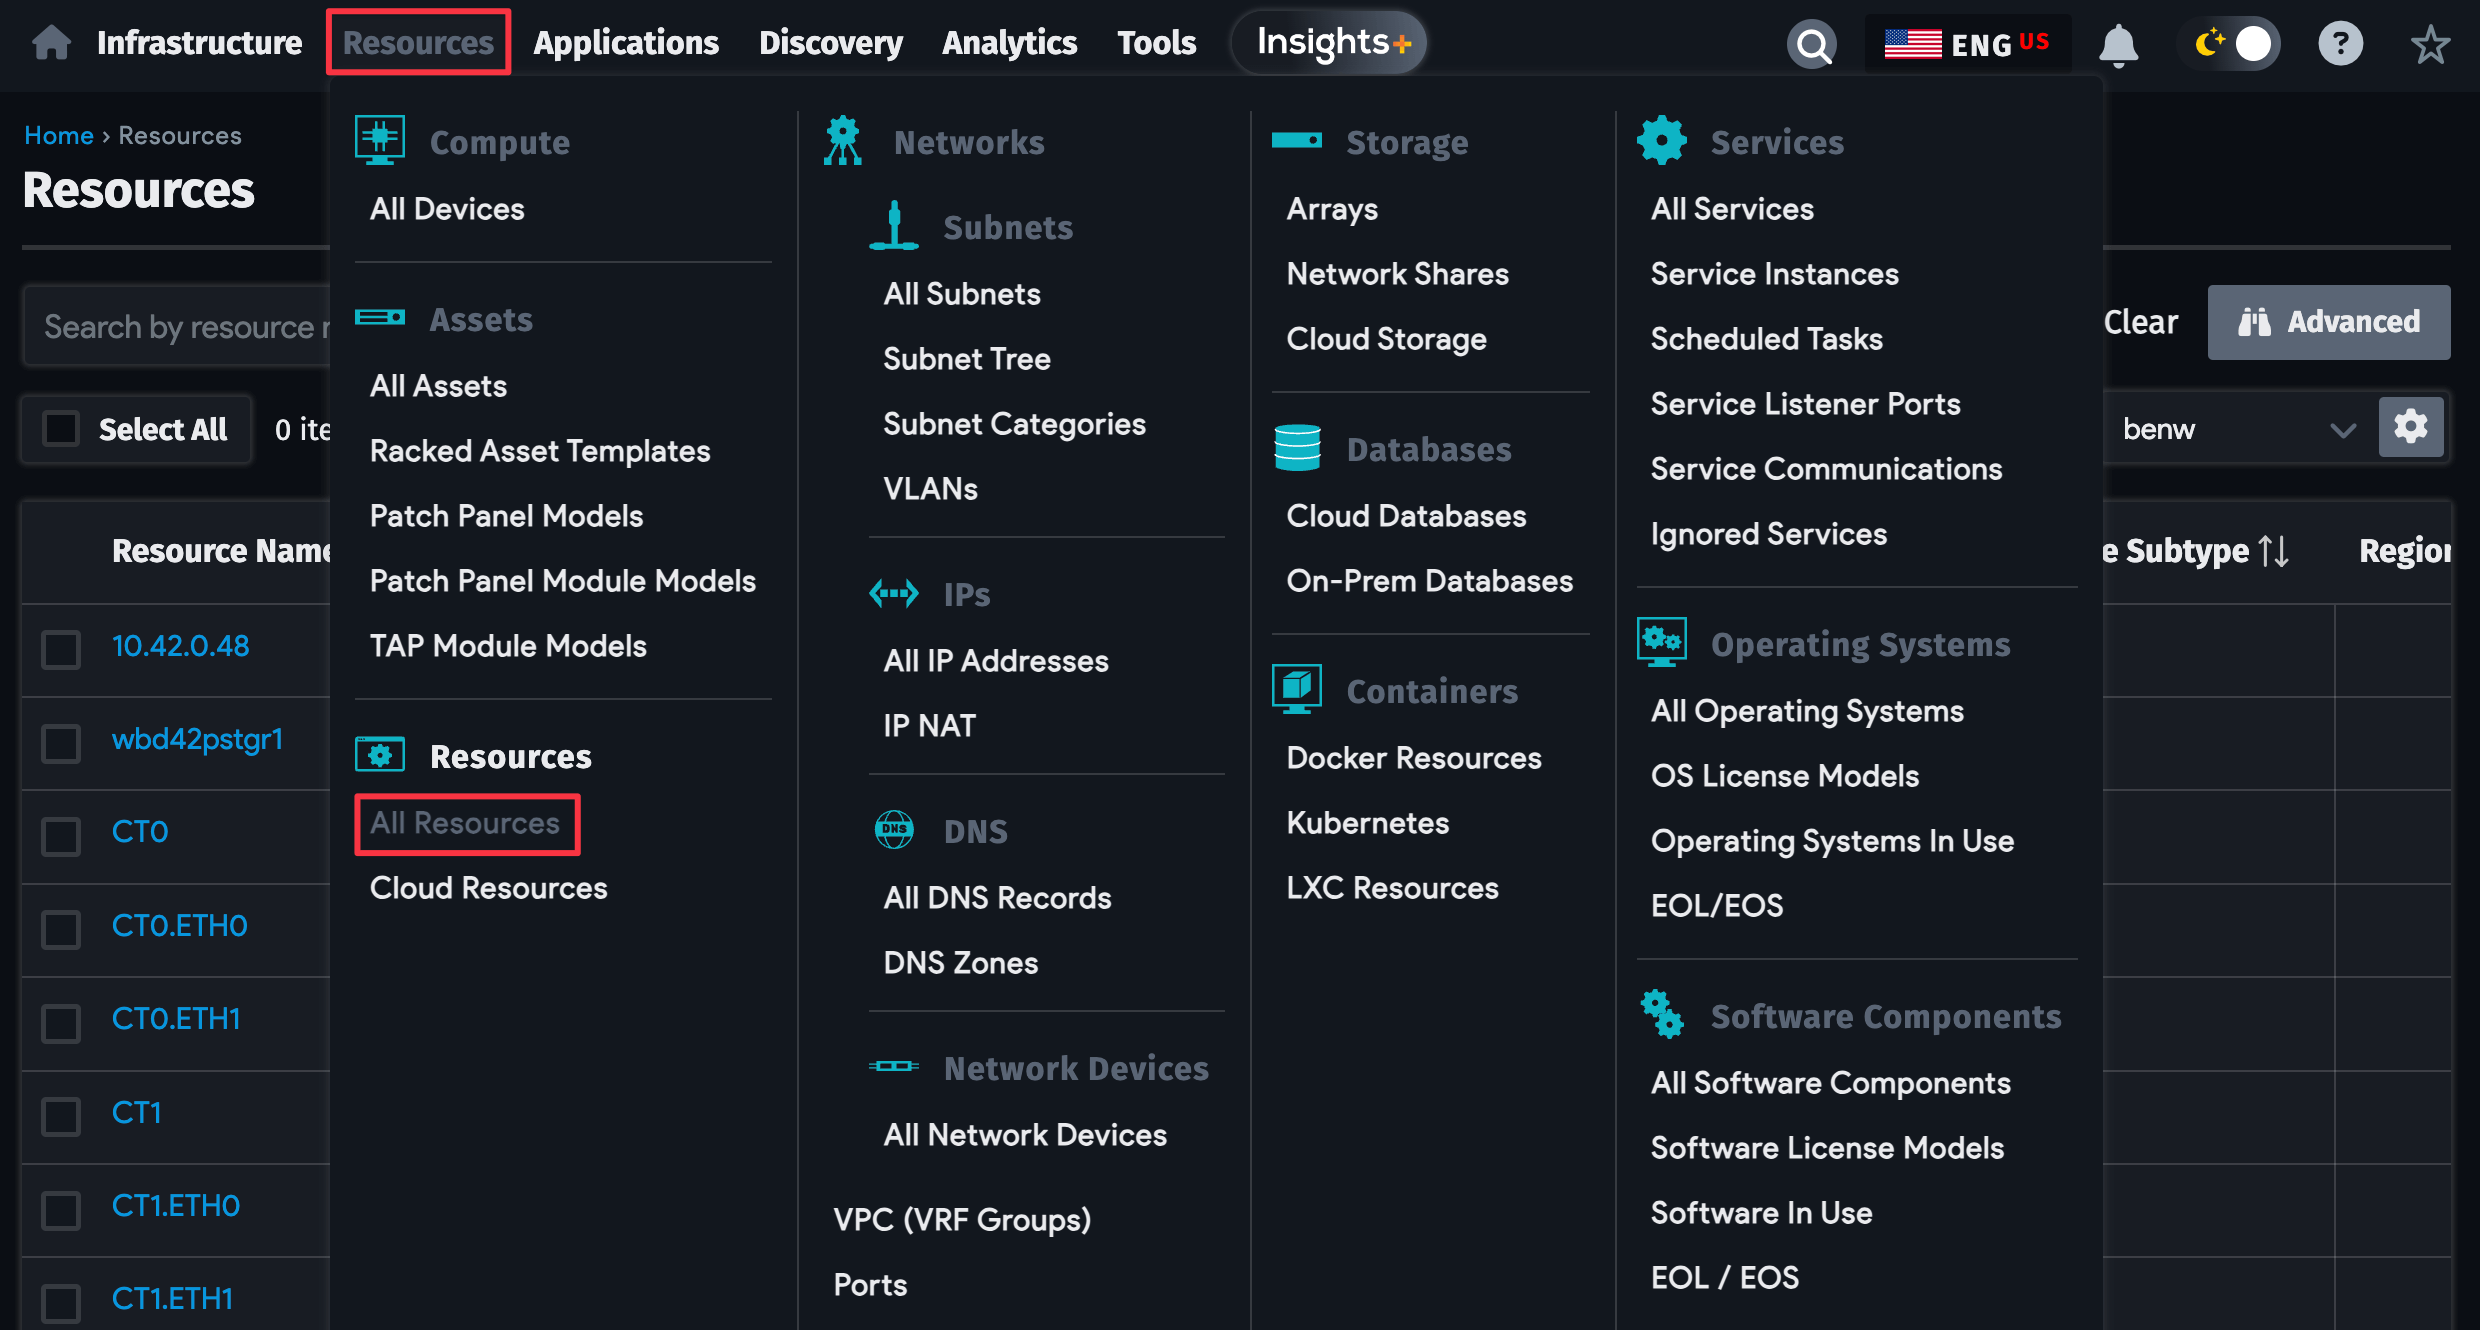 Infrastructure Resources Applications Discovery Analytics Tools Insights+ ENG US ?
Home › Resources
Resources
Search by resource
Clear Advanced
Select All 0
benw
Resource Name
Subtype
10.42.0.48
wbd42pstgr1
CT0
CT0.ETH0
CT0.ETH1
CT1
CT1.ETH0
CT1.ETH1
Compute
All Devices
Assets
All Assets
Racked Asset Templates
Patch Panel Models
Patch Panel Module Models
TAP Module Models
Resources
All Resources
Cloud Resources
Networks
Subnets
All Subnets
Subnet Tree
Subnet Categories
VLANs
IPs
All IP Addresses
IP NAT
DNS
DNS
All DNS Records
DNS Zones
Network Devices
All Network Devices
VPC (VRF Groups)
Ports
Storage
Arrays
Network Shares
Cloud Storage
Databases
Cloud Databases
On-Prem Databases
Containers
Docker Resources
Kubernetes
LXC Resources
Services
All Services
Service Instances
Scheduled Tasks
Service Listener Ports
Service Communications
Ignored Services
Operating Systems
All Operating Systems
OS License Models
Operating Systems In Use
EOL/EOS
Software Components
All Software Components
Software License Models
Software In Use
EOL / EOS